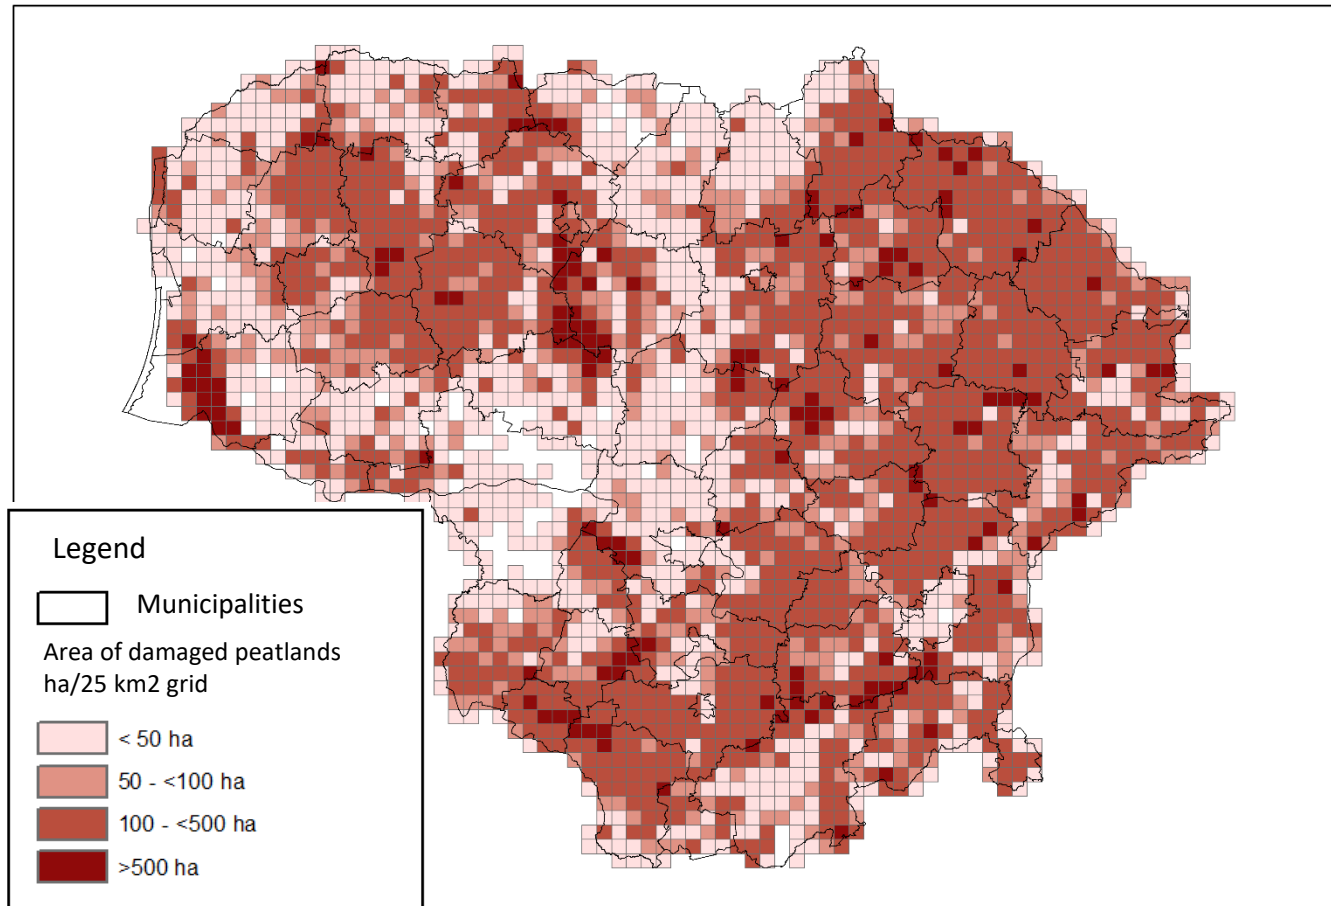 Legend
Municipalities
Area of damaged peatlands
ha/25 km2 grid
< 50 ha
50 - <100 ha
100 - <500 ha
>500 ha